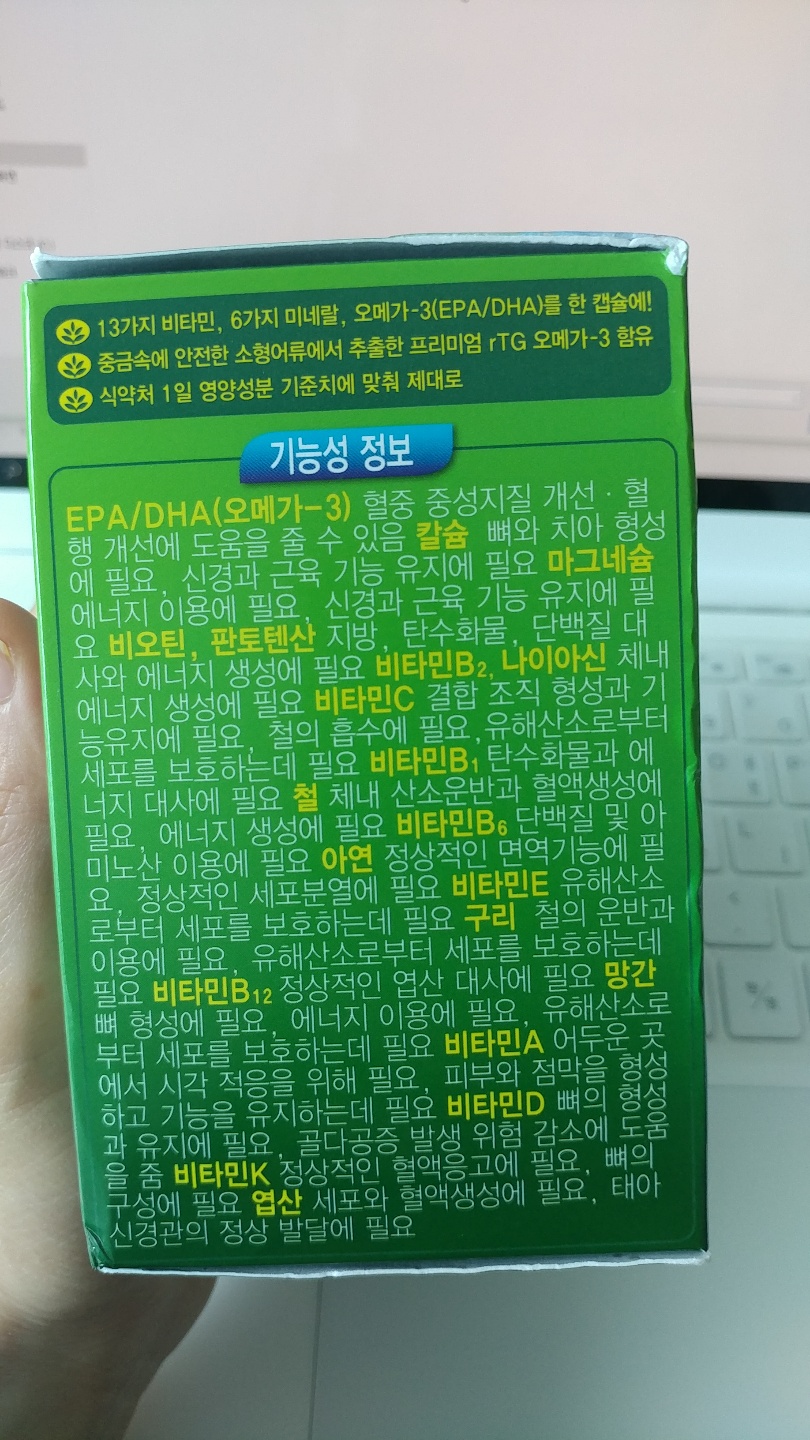 13가지 비타민, 6가지 미네랄, 오메가-3(EPA/DHA)를 한 캡슐에!
중금속에 안전한 소형어류에서 추출한 프리미엄 rTG 오메가-3 함유
식약처 1일 영양성분 기준치에 맞춰 제대로
기능성 정보
EPA/DHA(오메가-3) 혈중 중성지질 개선 · 혈
행 개선에 도움을 줄 수 있음 칼슘 뼈와 치아 형성
에 필요, 신경과 근육 기능 유지에 필요 마그네슘
에너지 이용에 필요, 신경과 근육 기능 유지에 필
요 비오틴, 판토텐산 지방, 탄수화물, 단백질 대
사와 에너지 생성에 필요 비타민B2, 나이아신 체내
에너지 생성에 필요 비타민C 결합 조직 형성과 기
능유지에 필요, 철의 흡수에 필요,유해산소로부터
세포를 보호하는데 필요 비타민B1 탄수화물과 에
너지 대사에 필요 철 체내 산소운반과 혈액생성에
필요, 에너지 생성에 필요 비타민B6 단백질 및 아
미노산 이용에 필요 아연 정상적인 면역기능에 필
요, 정상적인 세포분열에 필요 비타민E 유해산소
로부터 세포를 보호하는데 필요 구리 철의 운반과
이용에 필요, 유해산소로부터 세포를 보호하는데
필요 비타민B12 정상적인 엽산 대사에 필요 망간
뼈 형성에 필요, 에너지 이용에 필요, 유해산소로
부터 세포를 보호하는데 필요 비타민A 어두운 곳
에서 시각 적응을 위해 필요, 피부와 점막을 형성
하고 기능을 유지하는데 필요 비타민D 뼈의 형성
과 유지에 필요, 골다공증 발생 위험 감소에 도움
을 줌 비타민K 정상적인 혈액응고에 필요, 뼈의
구성에 필요 엽산 세포와 혈액생성에 필요, 태아
신경관의 정상 발달에 필요